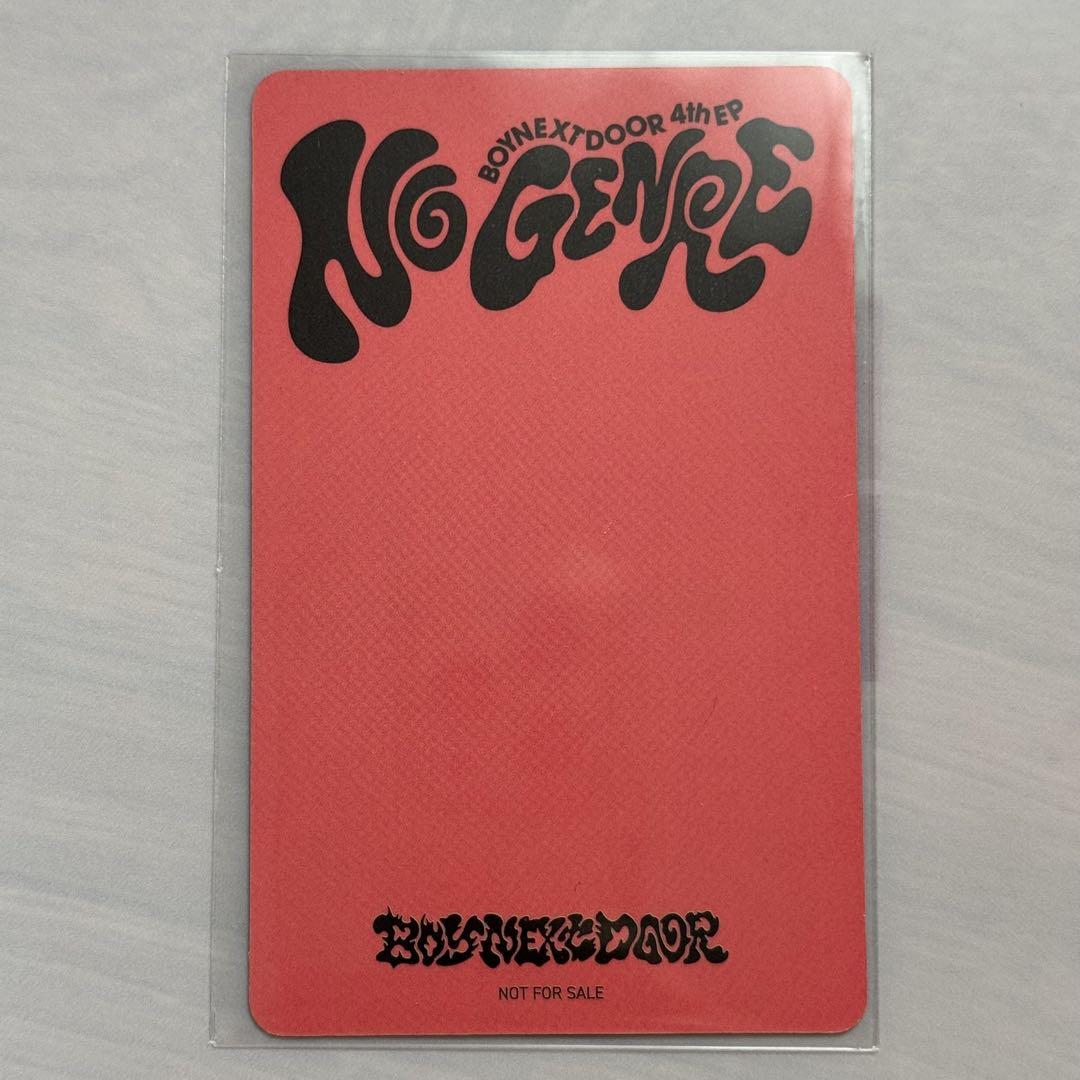 BOYNEXTDOOR 4th EP
NO GENRE
BOYNEXTDOOR
NOT FOR SALE